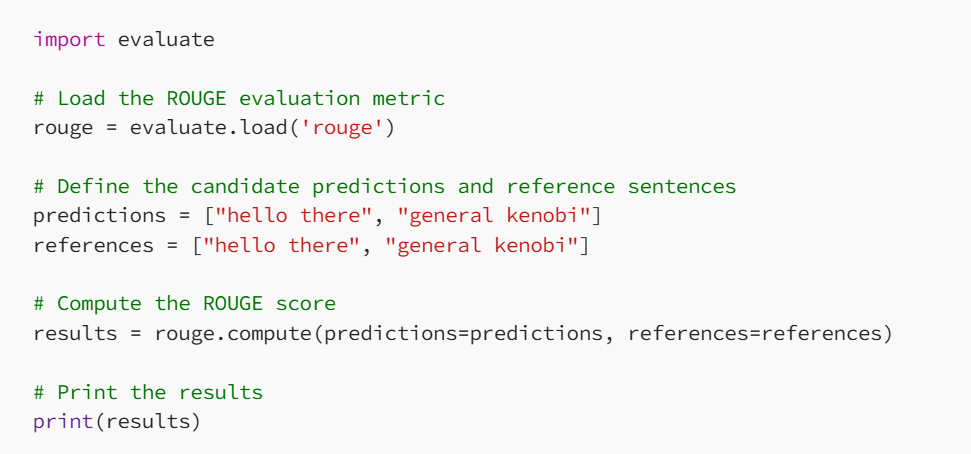 import evaluate
# Load the ROUGE evaluation metric
rouge = evaluate.load('rouge')
# Define the candidate predictions and reference sentences
predictions = ["hello there", "general kenobi"]
references = ["hello there", "general kenobi"]
# Compute the ROUGE score
results = rouge.compute(predictions=predictions, references=references)
# Print the results
print(results)